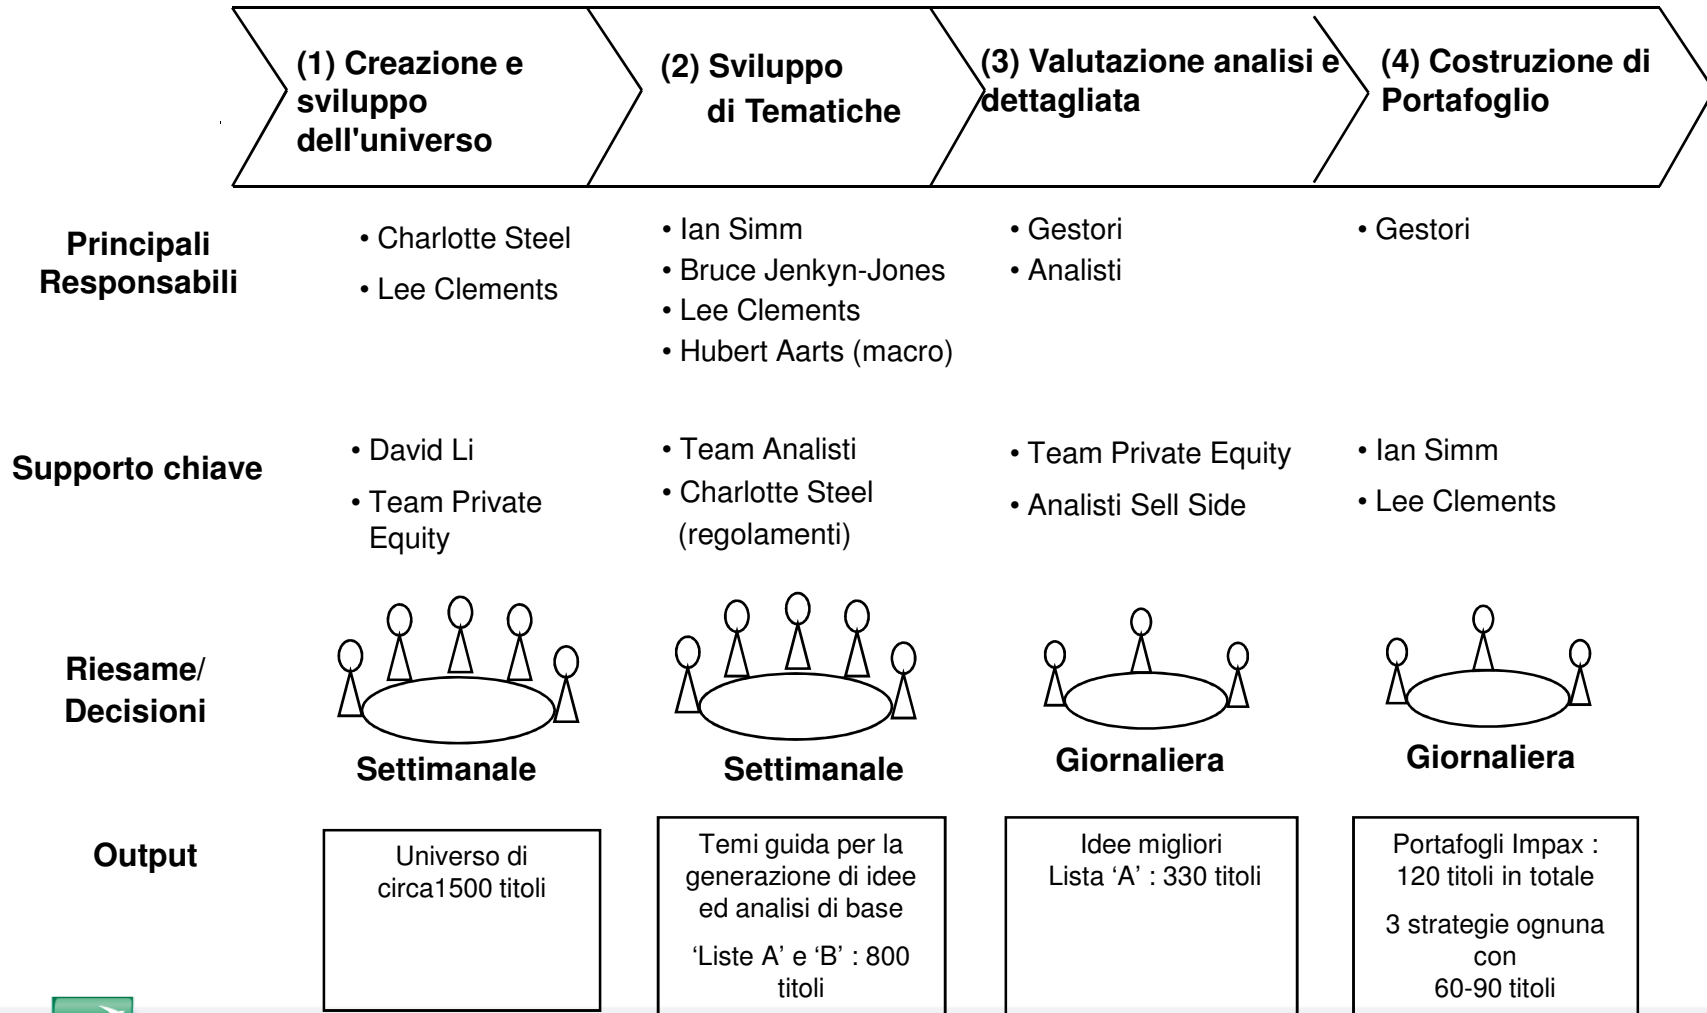 (1) Creazione e
sviluppo
dell'universo
(2) Sviluppo
di Tematiche
(3) Valutazione analisi e
dettagliata
(4) Costruzione di
Portafoglio
Principali
Responsabili
• Charlotte Steel
• Lee Clements
• Ian Simm
• Bruce Jenkyn-Jones
• Lee Clements
• Hubert Aarts (macro)
• Gestori
• Analisti
• Gestori
Supporto chiave
• David Li
• Team Private
Equity
• Team Analisti
• Charlotte Steel
(regolamenti)
• Team Private Equity
• Analisti Sell Side
• Ian Simm
• Lee Clements
Riesame/
Decisioni
Settimanale
Settimanale
Giornaliera
Giornaliera
Output
Universo di
circa1500 titoli
Temi guida per la
generazione di idee
ed analisi di base
‘Liste A’ e ‘B’ : 800
titoli
Idee migliori
Lista ‘A’ : 330 titoli
Portafogli Impax :
120 titoli in totale
3 strategie ognuna
con
60-90 titoli